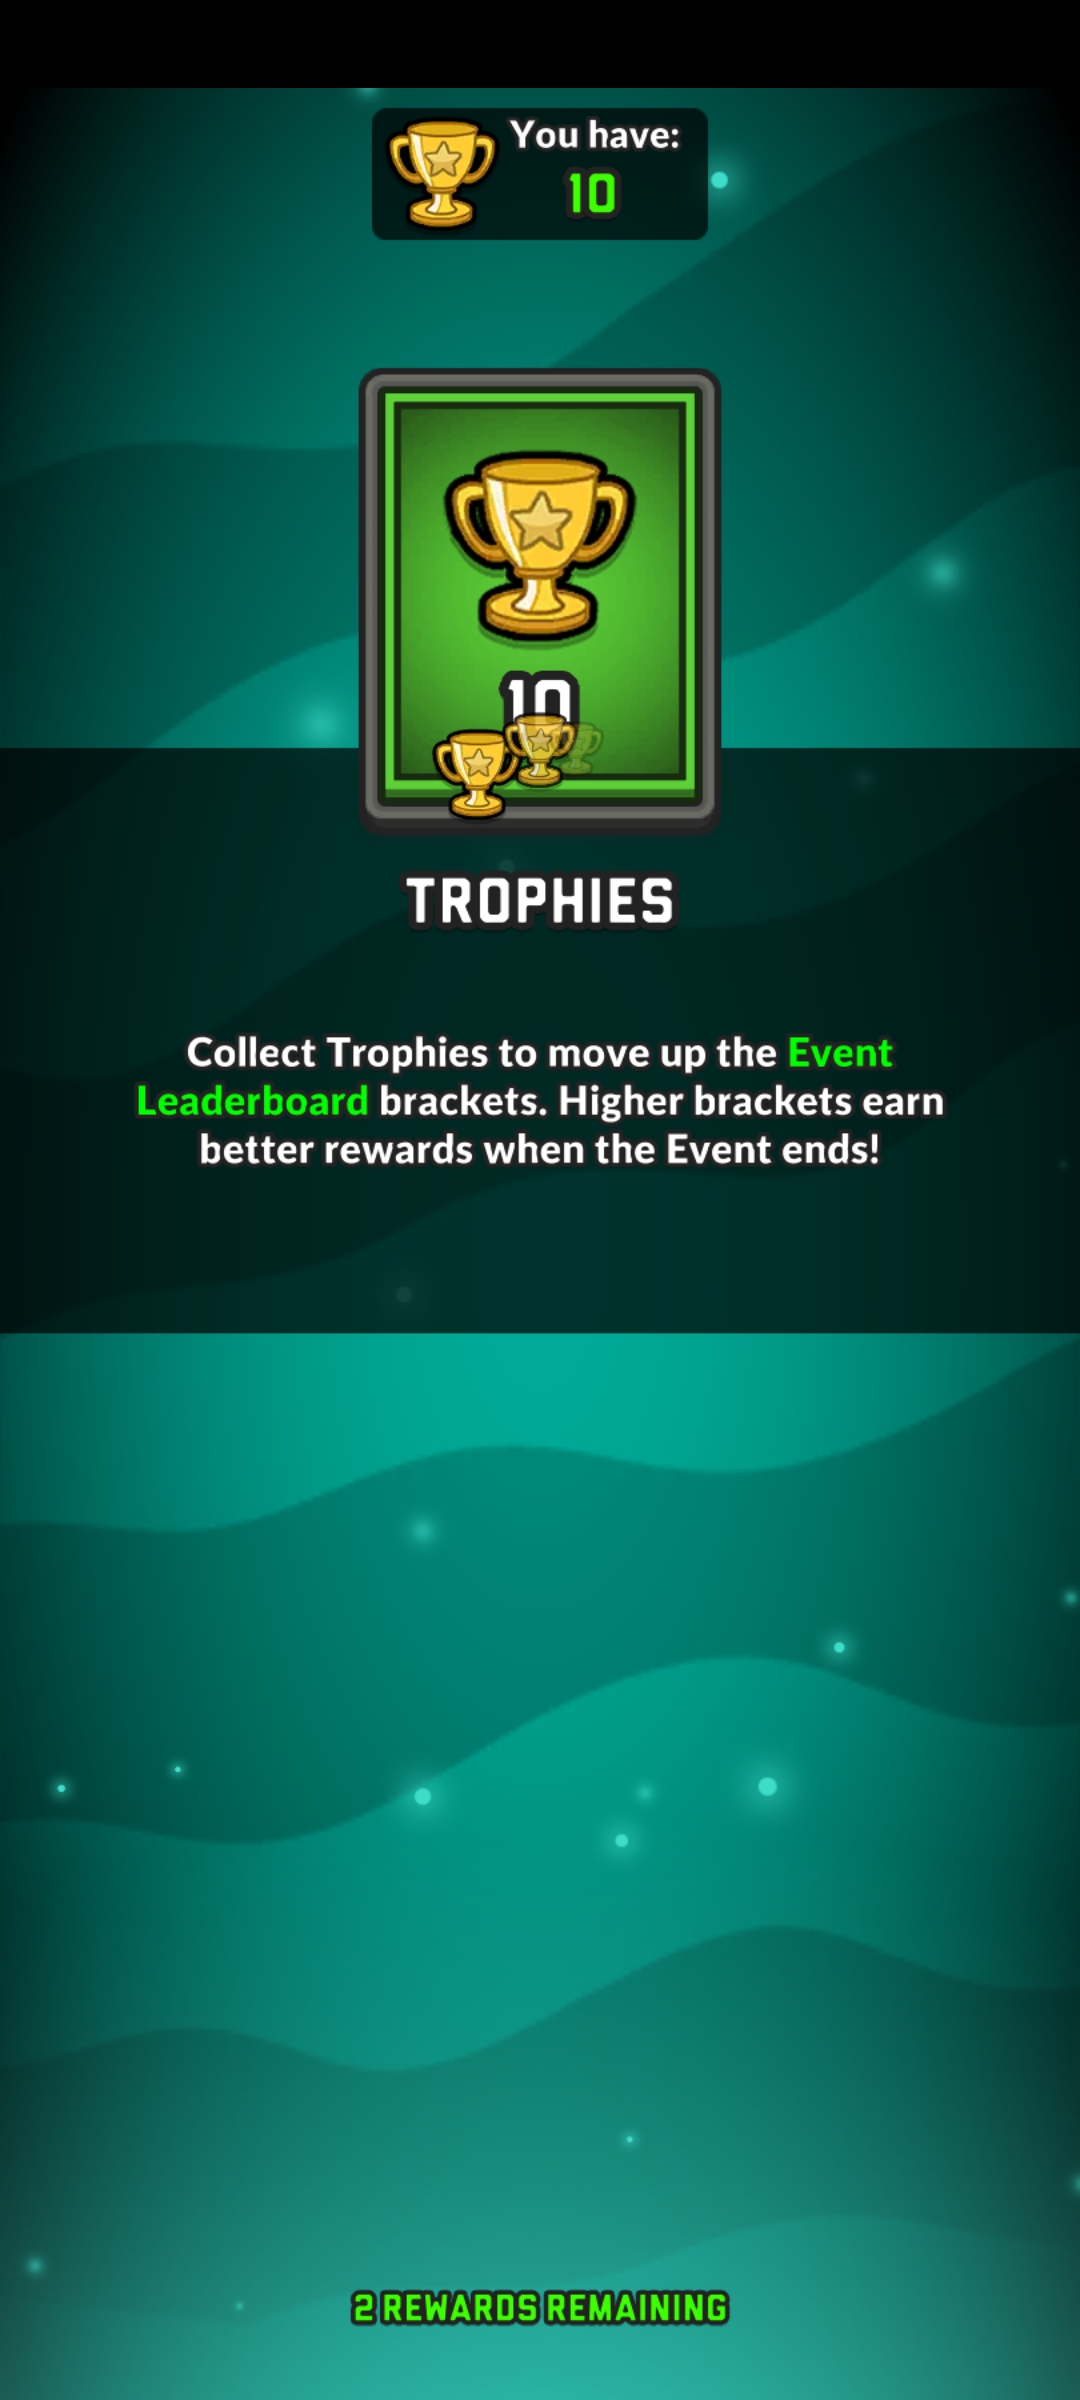 You have:
10
10
TROPHIES
Collect Trophies to move up the Event
Leaderboard brackets. Higher brackets earn
better rewards when the Event ends!
2 REWARDS REMAINING